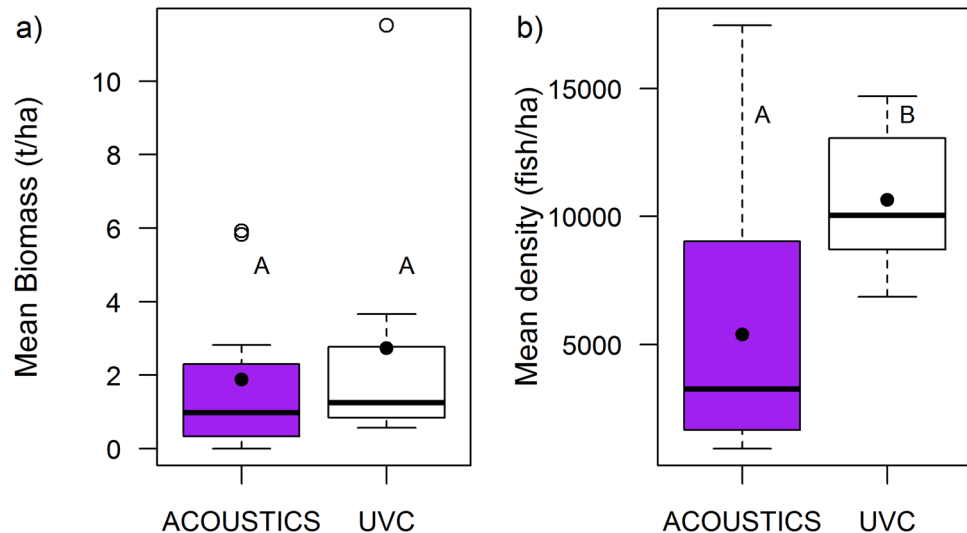 a)
Mean Biomass (t/ha)
10
8
6
4
2
0
A
A
ACOUSTICS
UVC
b)
Mean density (fish/ha)
15000
10000
5000
A
B
ACOUSTICS
UVC